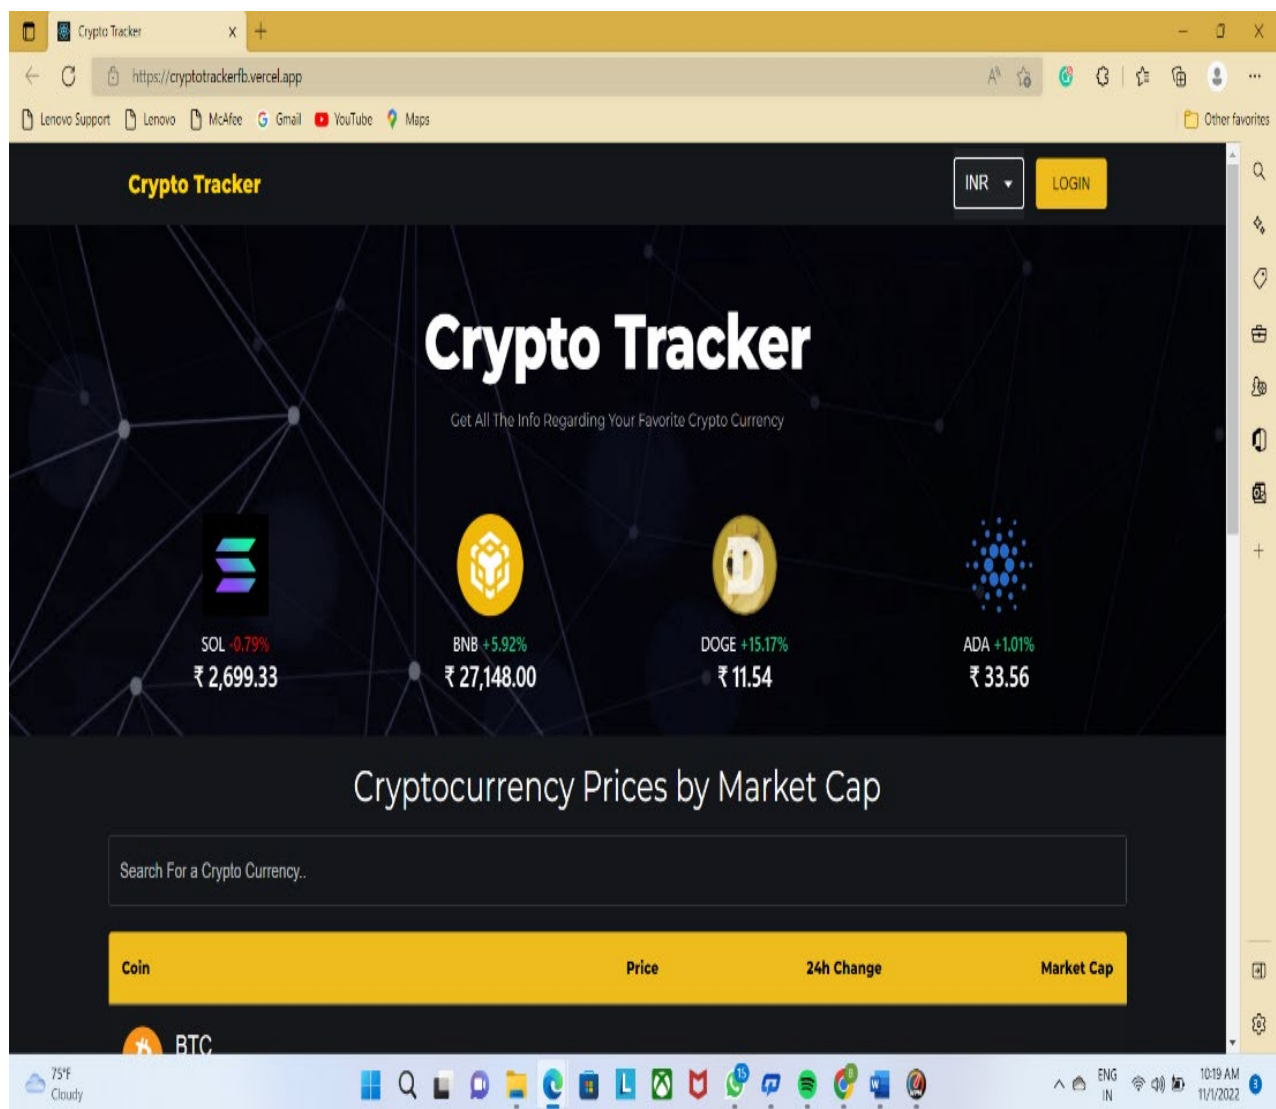 Crypto Tracker
https://cryptotrackerfb.vercel.app
Lenovo Support Lenovo McAfee Gmail YouTube Maps Other favorites
Crypto Tracker INR LOGIN
Crypto Tracker
Get All The Info Regarding Your Favorite Crypto Currency
SOL -0.79% BNB +5.92% DOGE +15.17% ADA +1.01%
₹ 2,699.33 ₹ 27,148.00 ₹ 11.54 ₹ 33.56
Cryptocurrency Prices by Market Cap
Search For a Crypto Currency..
Coin Price 24h Change Market Cap
BTC
75°F ENG 10:19 AM
Cloudy IN 11/1/2022